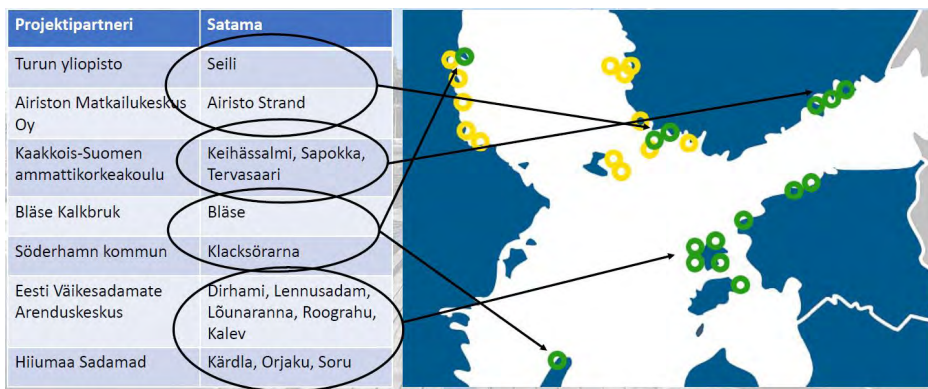 Projektipartneri Satama
Turun yliopisto Seili
Airiston Matkailukeskus Airisto Strand
Oy
Kaakkois-Suomen Keihässalmi, Sapokka,
ammattikorkeakoulu Tervasaari
Bläse Kalkbruk Bläse
Söderhamn kommun Klacksörarna
Eesti Väikesadamate Dirhami, Lennusadam,
Arenduskeskus Lõunaranna, Roograhu,
Kalev
Hiiumaa Sadamad Kärdla, Orjaku, Soru